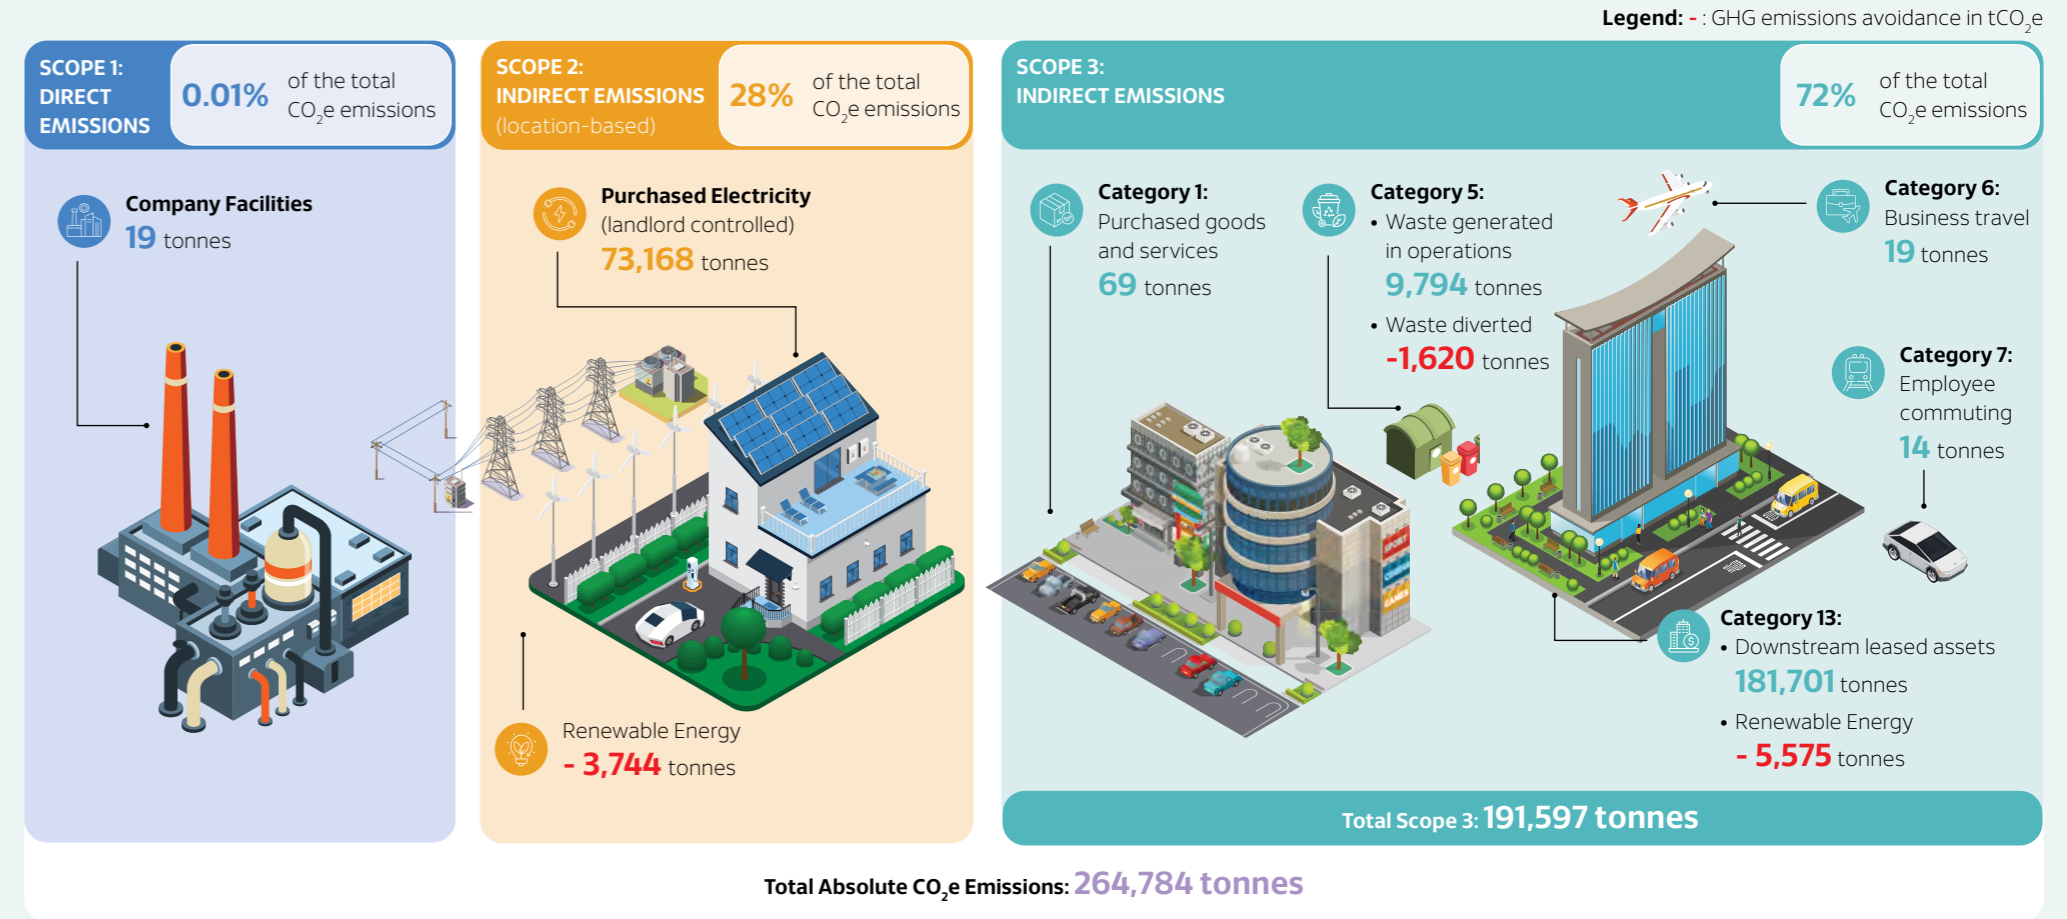 Legend: - : GHG emissions avoidance in tCO₂e
SCOPE 1:
DIRECT
EMISSIONS
0.01%
of the total
CO₂e emissions
Company Facilities
19 tonnes
SCOPE 2:
INDIRECT EMISSIONS
(location-based)
28%
of the total
CO₂e emissions
Purchased Electricity
(landlord controlled)
73,168 tonnes
Renewable Energy
- 3,744 tonnes
SCOPE 3:
INDIRECT EMISSIONS
72%
of the total
CO₂e emissions
Category 1:
Purchased goods
and services
69 tonnes
Category 5:
• Waste generated
in operations
9,794 tonnes
• Waste diverted
-1,620 tonnes
Category 6:
Business travel
19 tonnes
Category 7:
Employee
commuting
14 tonnes
SPORT
GAMES
Category 13:
• Downstream leased assets
181,701 tonnes
• Renewable Energy
- 5,575 tonnes
Total Scope 3: 191,597 tonnes
Total Absolute CO₂e Emissions: 264,784 tonnes